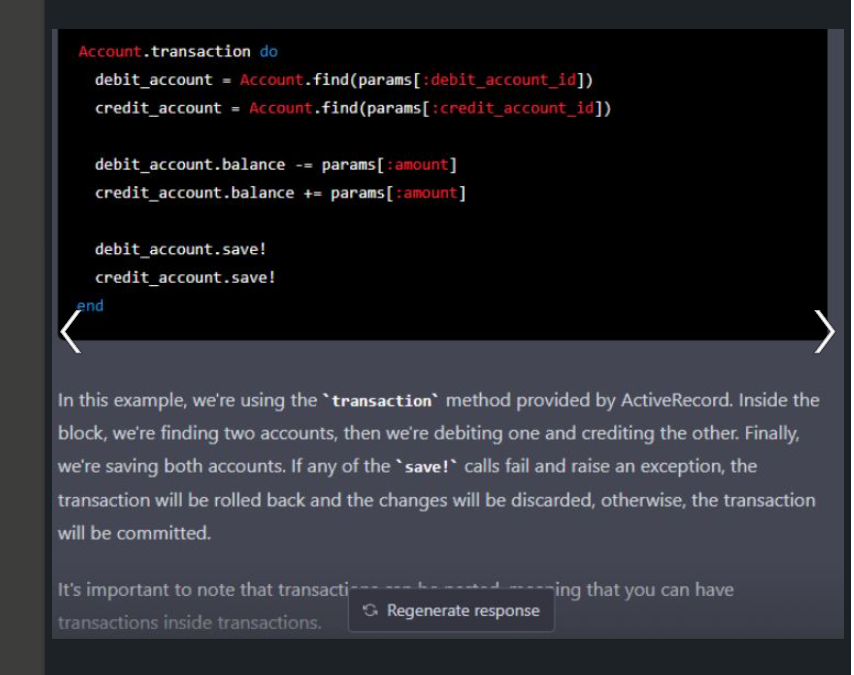 Account.transaction do
debit_account = Account.find(params[:debit_account_id])
credit_account = Account.find(params[:credit_account_id])
debit_account.balance -= params[:amount]
credit_account.balance += params[:amount]
debit_account.save!
credit_account.save!
end
In this example, we're using the `transaction` method provided by ActiveRecord. Inside the
block, we're finding two accounts, then we're debiting one and crediting the other. Finally,
we're saving both accounts. If any of the `save!` calls fail and raise an exception, the
transaction will be rolled back and the changes will be discarded, otherwise, the transaction
will be committed.
It's important to note that can be nested, that you can have
transactions inside transactions.
Regenerate response